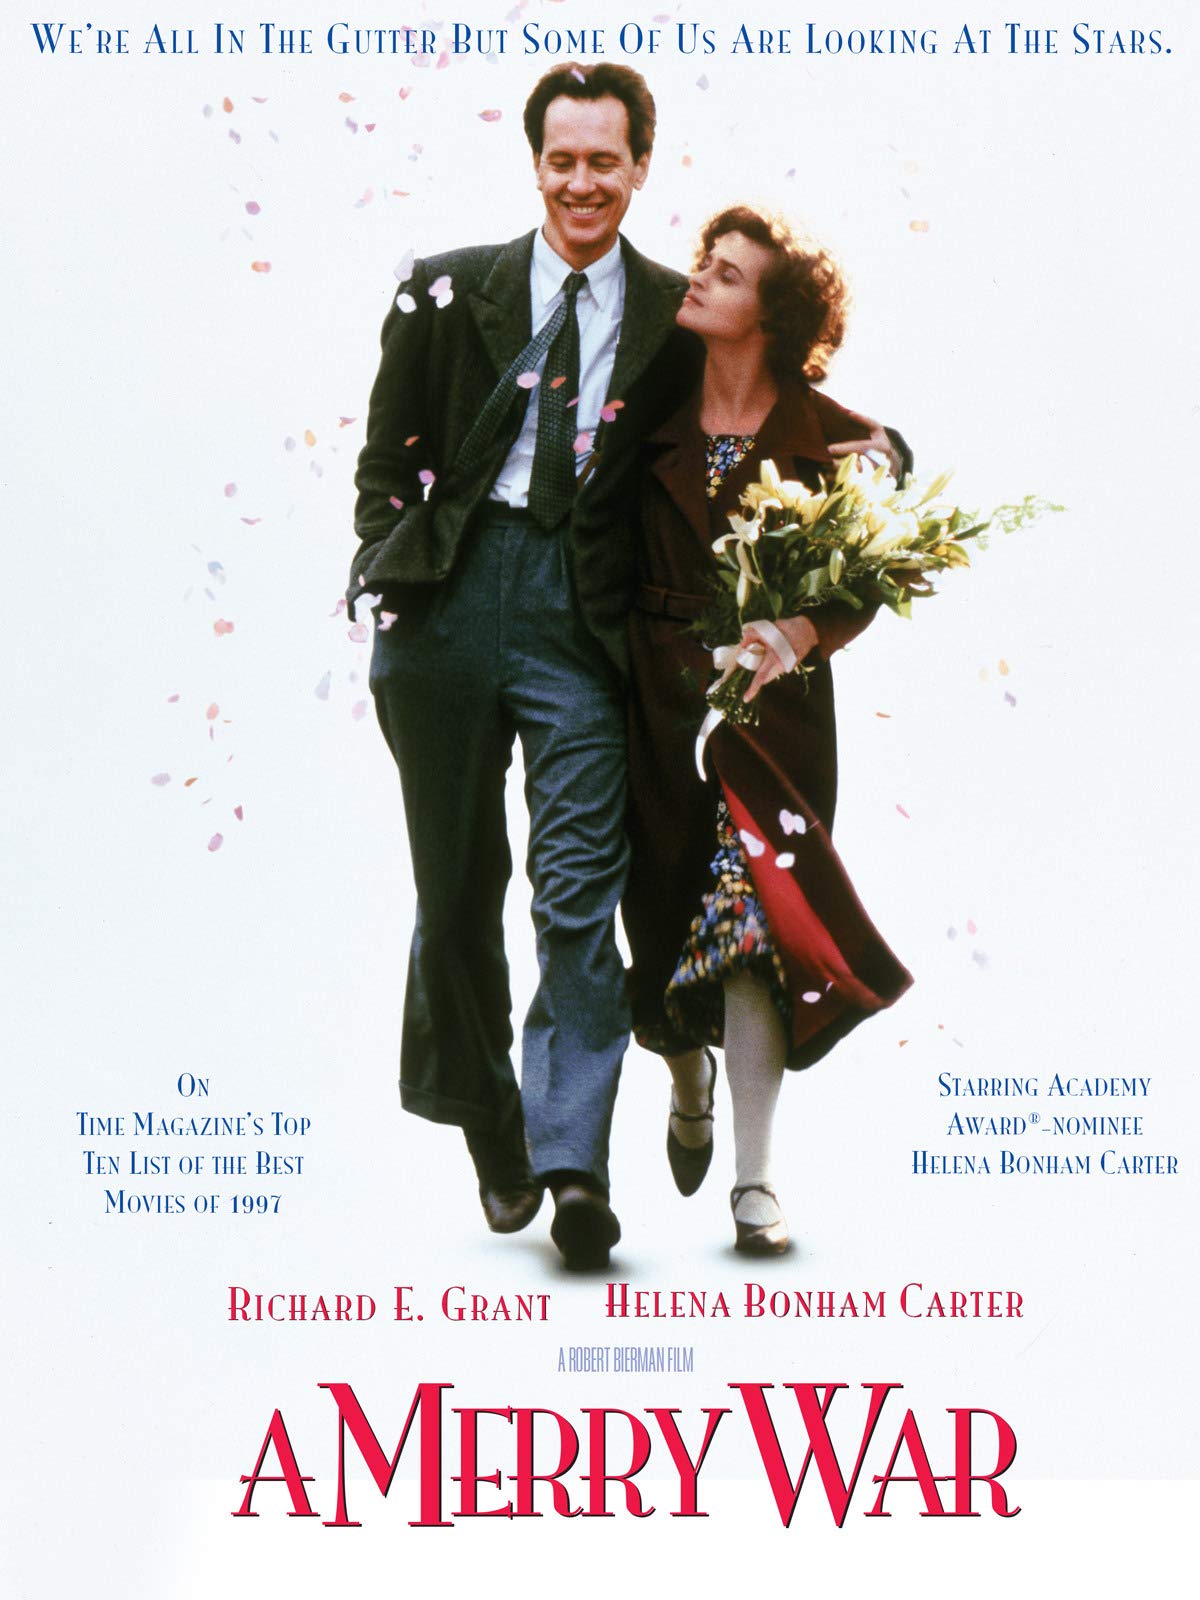 We're All In The Gutter But Some Of Us Are Looking At The Stars.
On
Time Magazine's Top
Ten List of the Best
Movies of 1997
Starring Academy
Award®-nominee
Helena Bonham Carter
Richard E. Grant Helena Bonham Carter
A ROBERT BIERMAN FILM
A Merry War